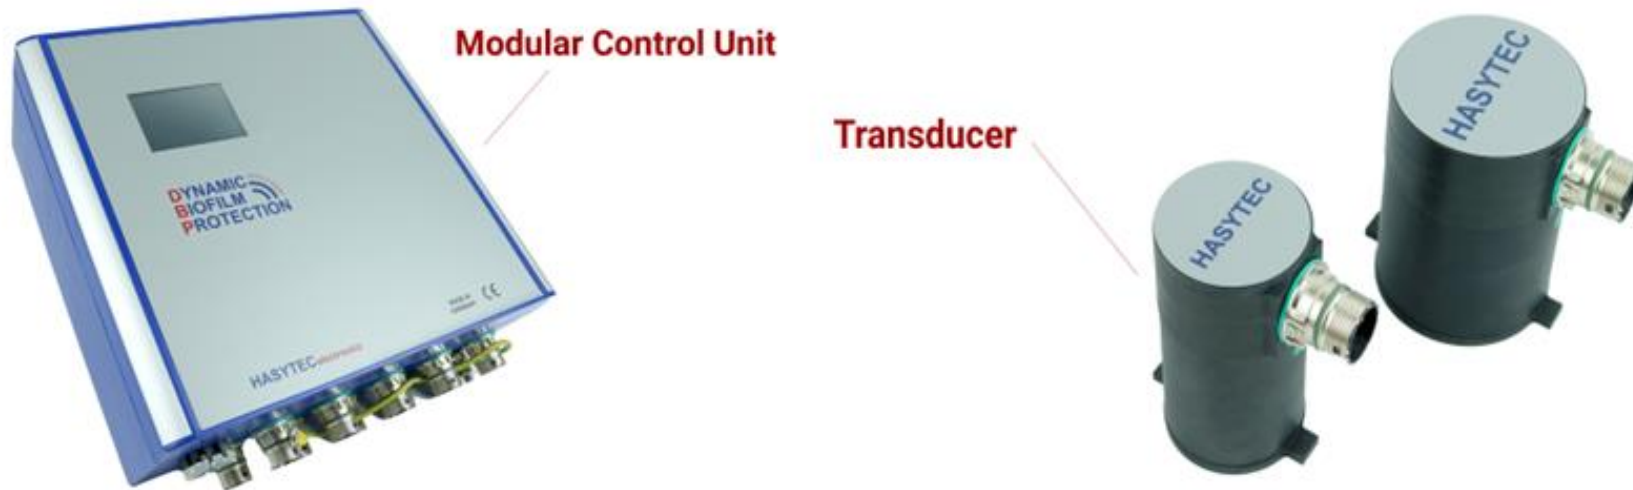 Modular Control Unit
Transducer
HASYTEC
HASYTEC
DYNAMIC
BIOFILM
PROTECTION
CE
HASYTEC